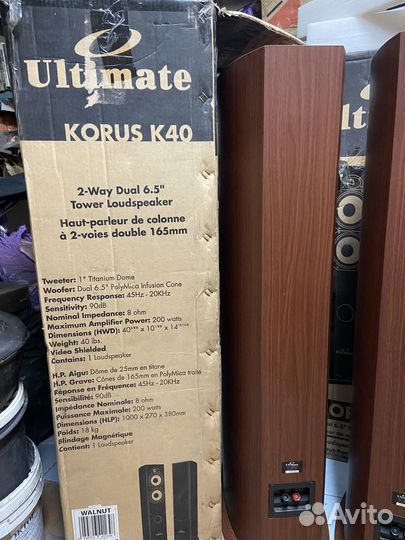 Ultimate
KORUS K40
2-Way Dual 6.5"
Tower Loudspeaker
Haut-parleur de colonne
à 2-voies double 165mm
Tweeter: 1" Titanium Dome
Woofer: Dual 6.5" PolyMica Infusion Cone
Frequency Response: 45Hz - 20KHz
Sensitivity: 90dB
Nominal Impedance: 8 ohm
Maximum Amplifier Power: 200 watts
Weight: 40 lbs.
Video Shielded
Contains: 1 Loudspeaker
H.P. Aigu: Dôme de 25mm en titane
H.P. Grave: Cônes de 165mm en PolyMica traité
Réponse en Fréquence: 45Hz - 20KHz
Sensibilité: 90dB
Impédance Nominale: 8 ohm
Puissance Maximale: 200 watts
Dimensions (HLP): 1000 x 270 x 380mm
Poids: 18 kg
Blindage Magnétique
Contient: 1 Loudspeaker
WALNUT
Ultimate
KORUS
Avito